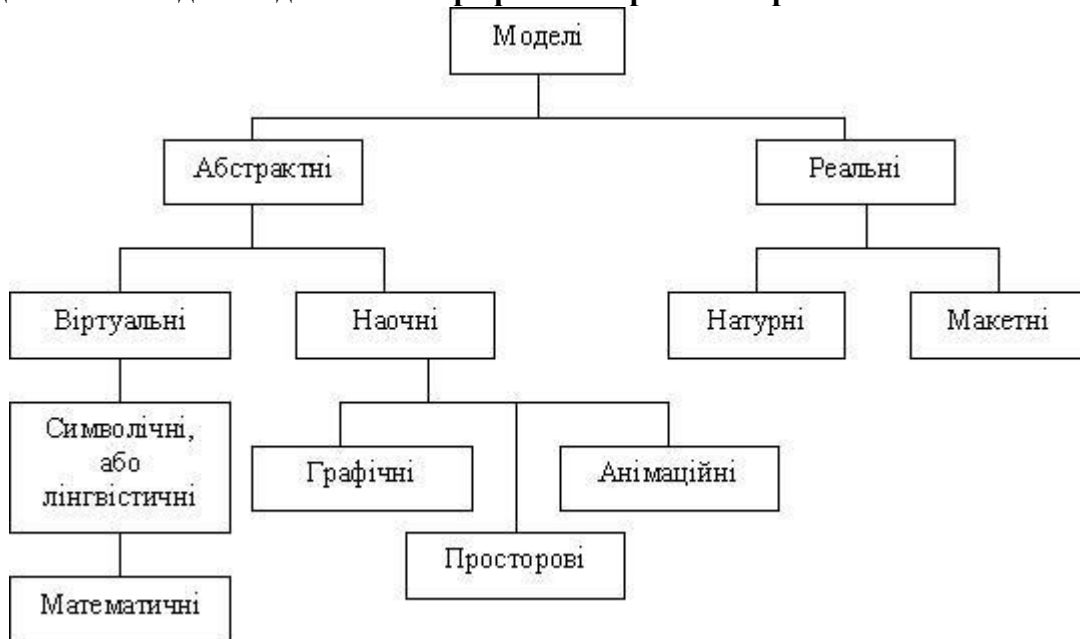 Моделі
Абстрактні
Реальні
Віртуальні
Наочні
Натурні
Макетні
Символічні,
або
лінгвістичні
Графічні
Анімаційні
Просторові
Математичні